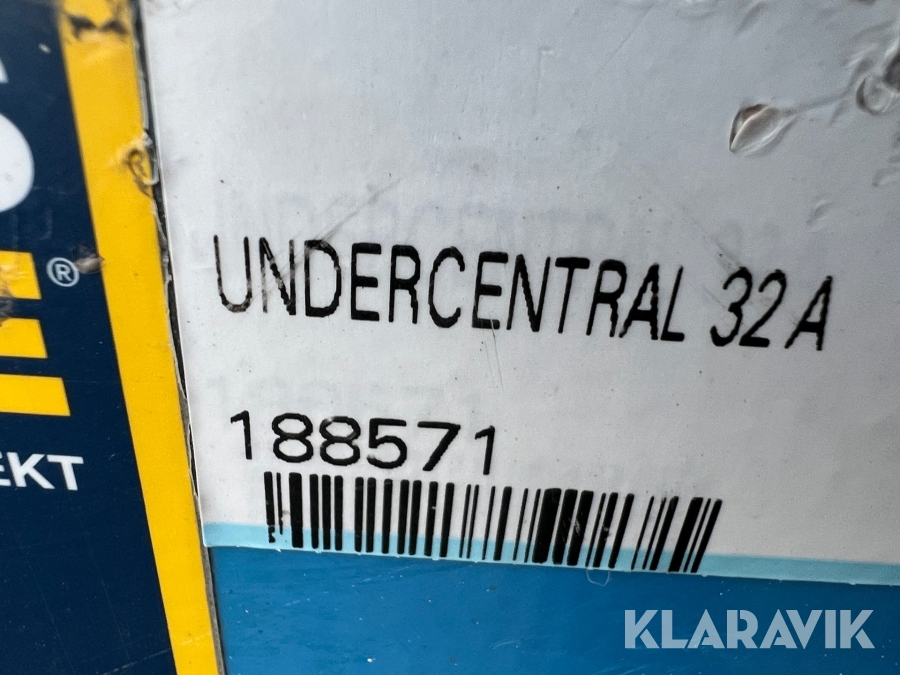 ®
EKT
UNDERCENTRAL 32 A
188571
KLARAVIK